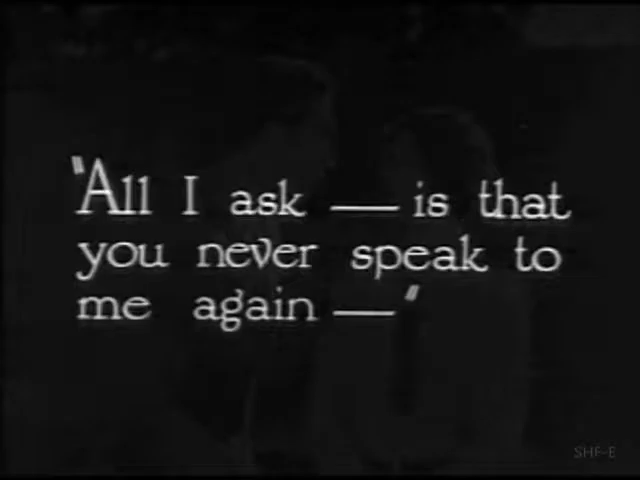 "All I ask — is that
you never speak to
me again —"
SHF-E